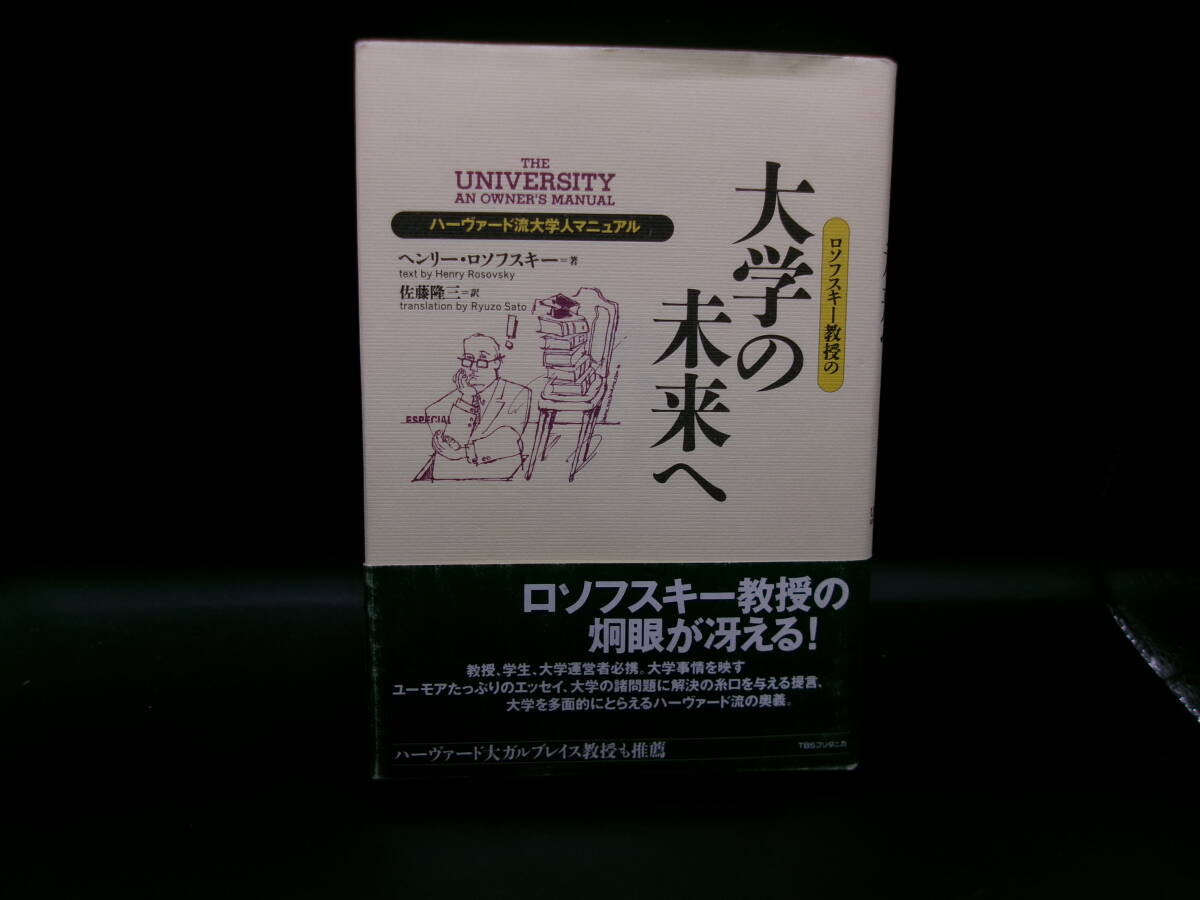 ロソフスキー教授の
大学の
未来へ
THE
UNIVERSITY
AN OWNER'S MANUAL
ハーヴァード流大学人マニュアル
ヘンリー・ロソフスキー=著
text by Henry Rosovsky
佐藤隆三=訳
translation by Ryuzo Sato
!
ESPECIAL
ロソフスキー教授の
炯眼が冴える!
教授、学生、大学運営者必携。大学事情を映す
ユーモアたっぷりのエッセイ、大学の諸問題に解決の糸口を与える提言、
大学を多面的にとらえるハーヴァード流の奥義。
ハーヴァード大ガルブレイス教授も推薦
TBSブリタニカ